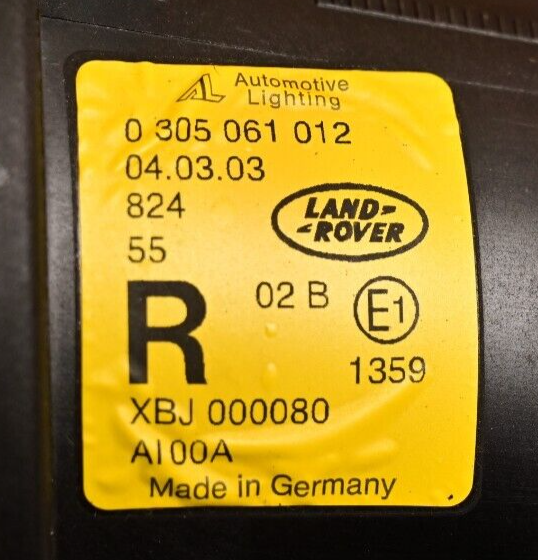 AL Automotive
Lighting
0 305 061 012
04.03.03
824
55
LAND-
-ROVER
R
02 B
E1
1359
XBJ 000080
AI00A
Made in Germany